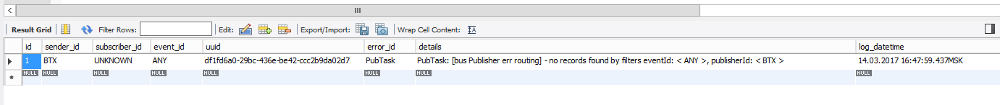 Result Grid Filter Rows: Edit: Export/Import: Wrap Cell Content: IA
id sender_id subscriber_id event_id uuid error_id details log_datetime
1 BTX UNKNOWN ANY df1fd6a0-29bc-436e-be42-ccc2b9da02d7 PubTask PubTask: [bus Publisher err routing] - no records found by filters eventId: < ANY >, publisherId: < BTX > 14.03.2017 16:47:59.437MSK
* NULL NULL NULL NULL NULL NULL NULL NULL